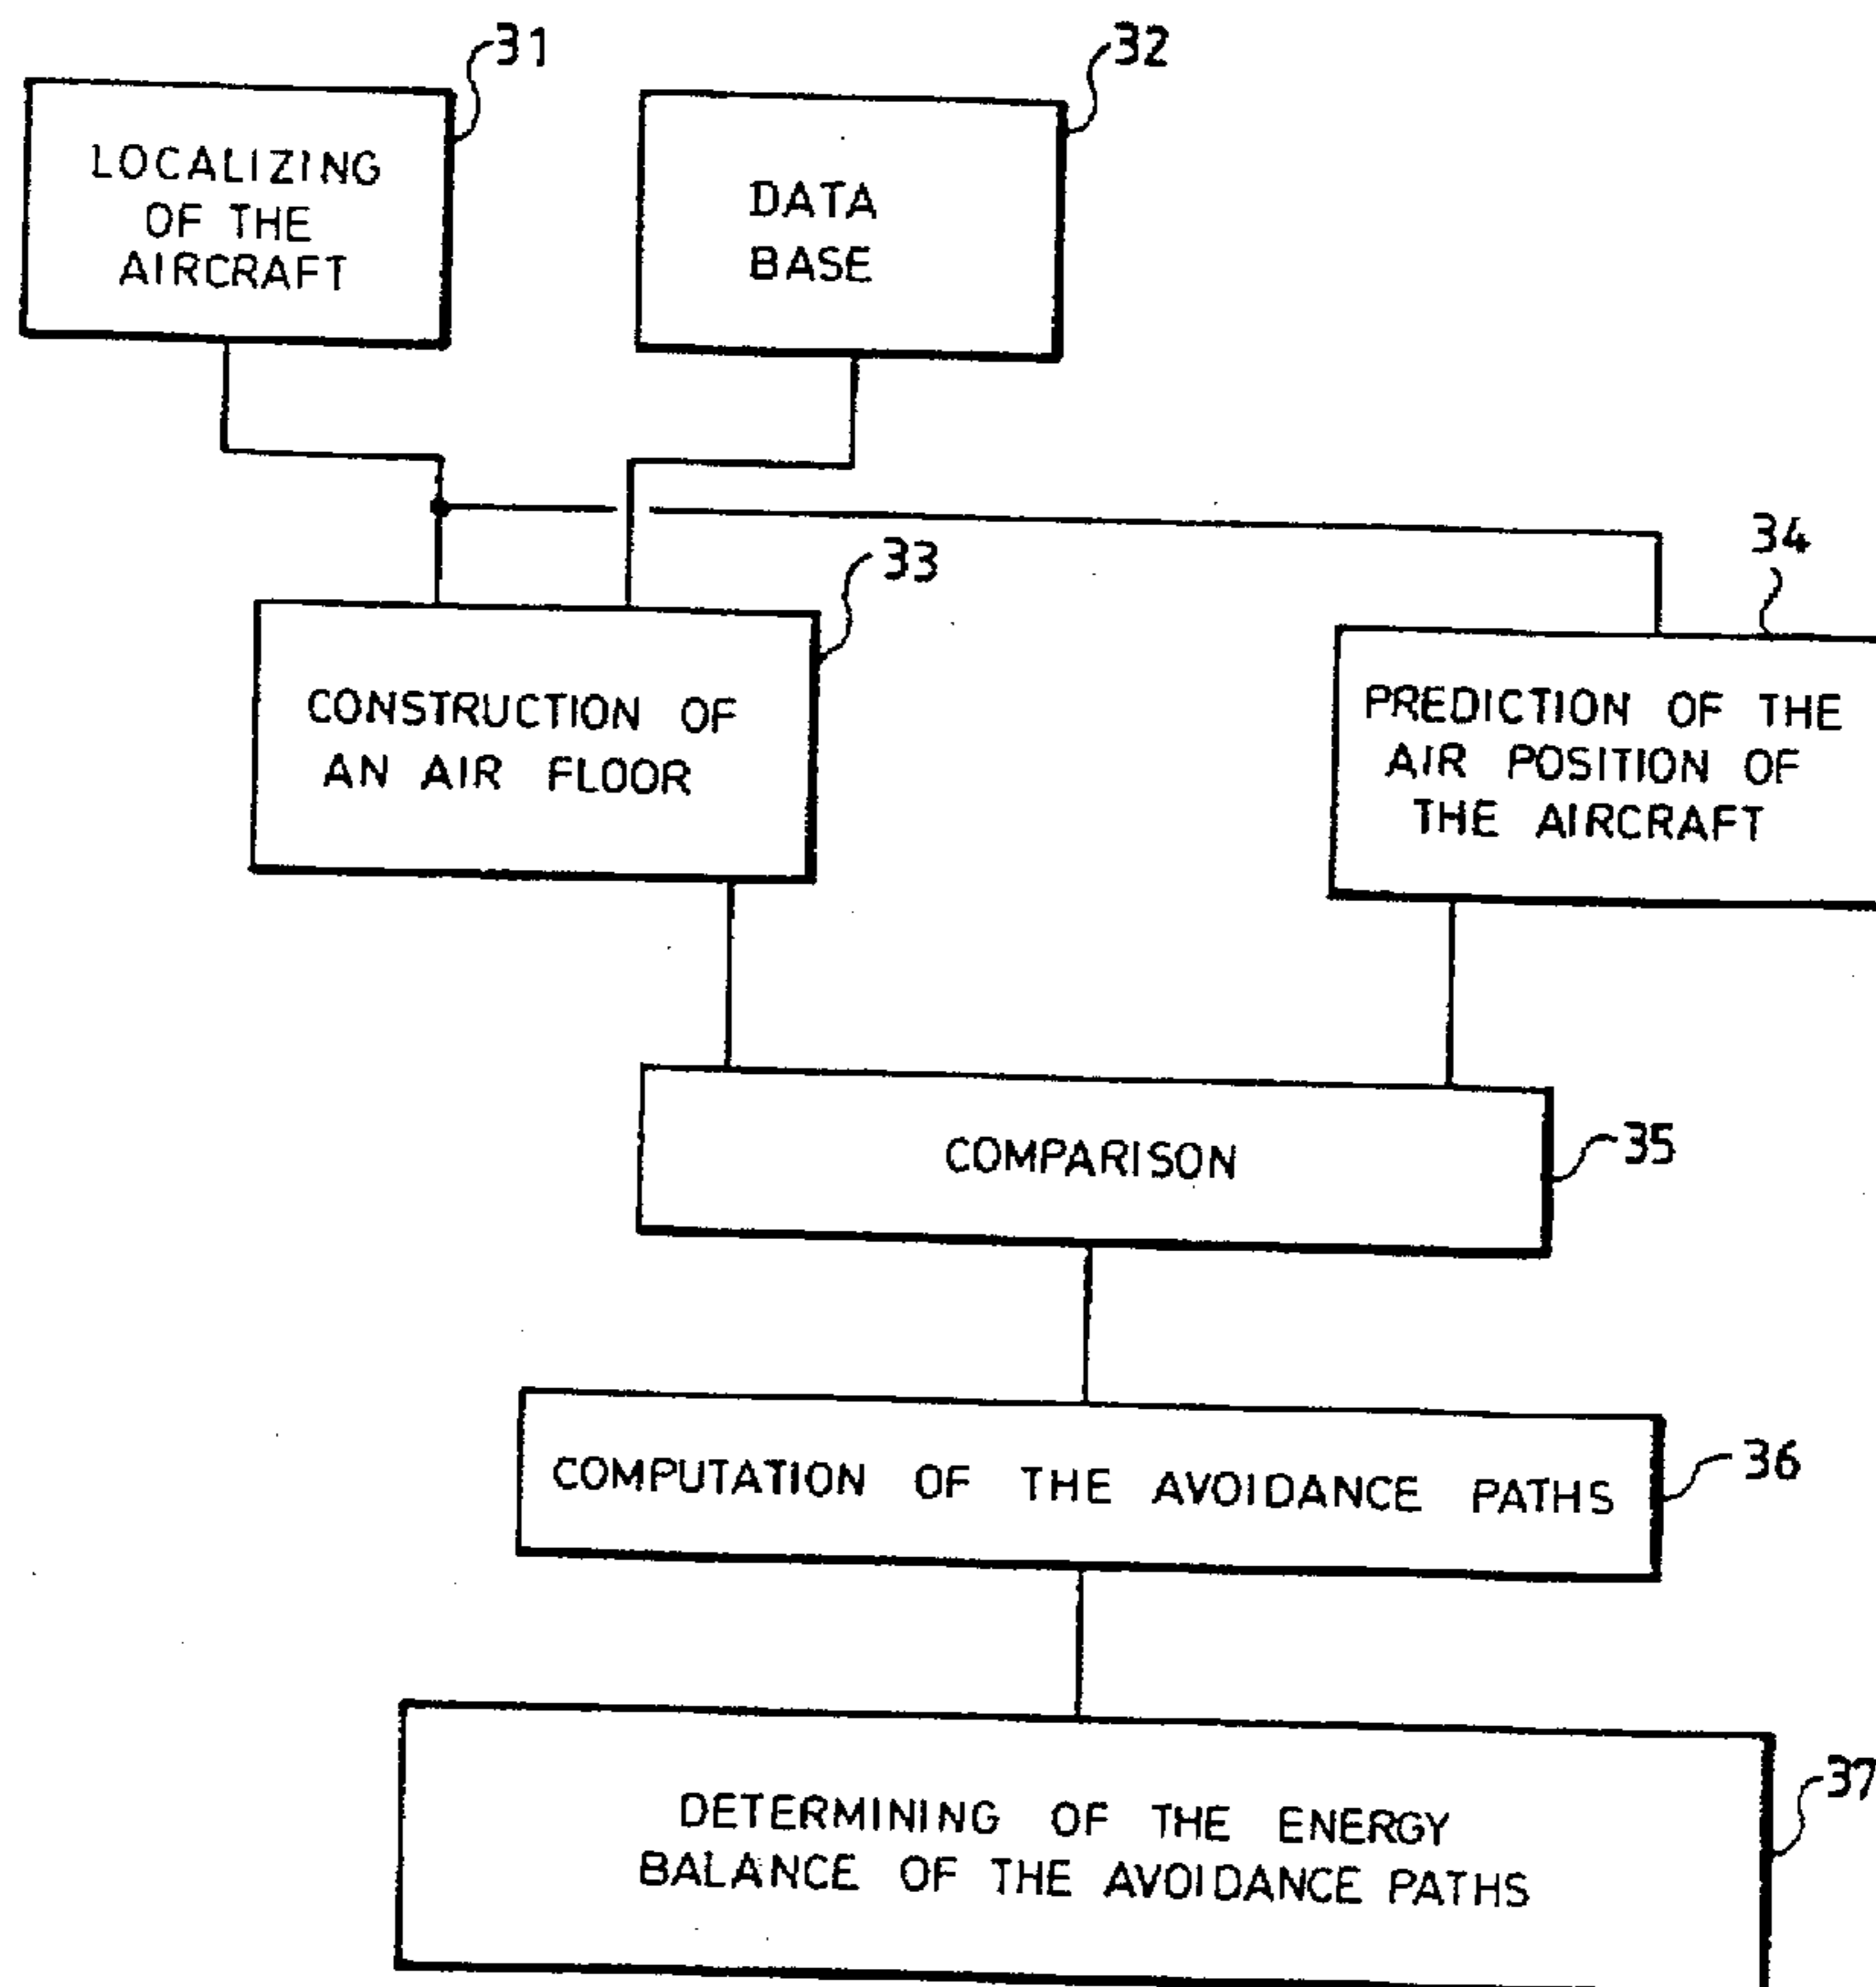 31
32
LOCALIZING
OF THE
AIRCRAFT
DATA
BASE
33
34
CONSTRUCTION OF
AN AIR FLOOR
PREDICTION OF THE
AIR POSITION OF
THE AIRCRAFT
COMPARISON
35
COMPUTATION OF THE AVOIDANCE PATHS
36
DETERMINING OF THE ENERGY
BALANCE OF THE AVOIDANCE PATHS
37